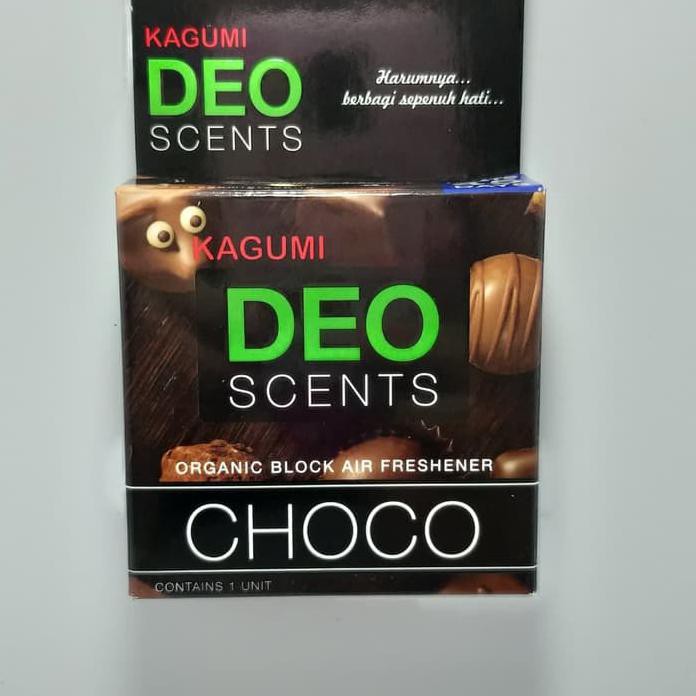 KAGUMI
DEO
SCENTS
Harumnya...
berbagi sepenuh hati...
KAGUMI
DEO
SCENTS
ORGANIC BLOCK AIR FRESHENER
CHOCO
CONTAINS 1 UNIT